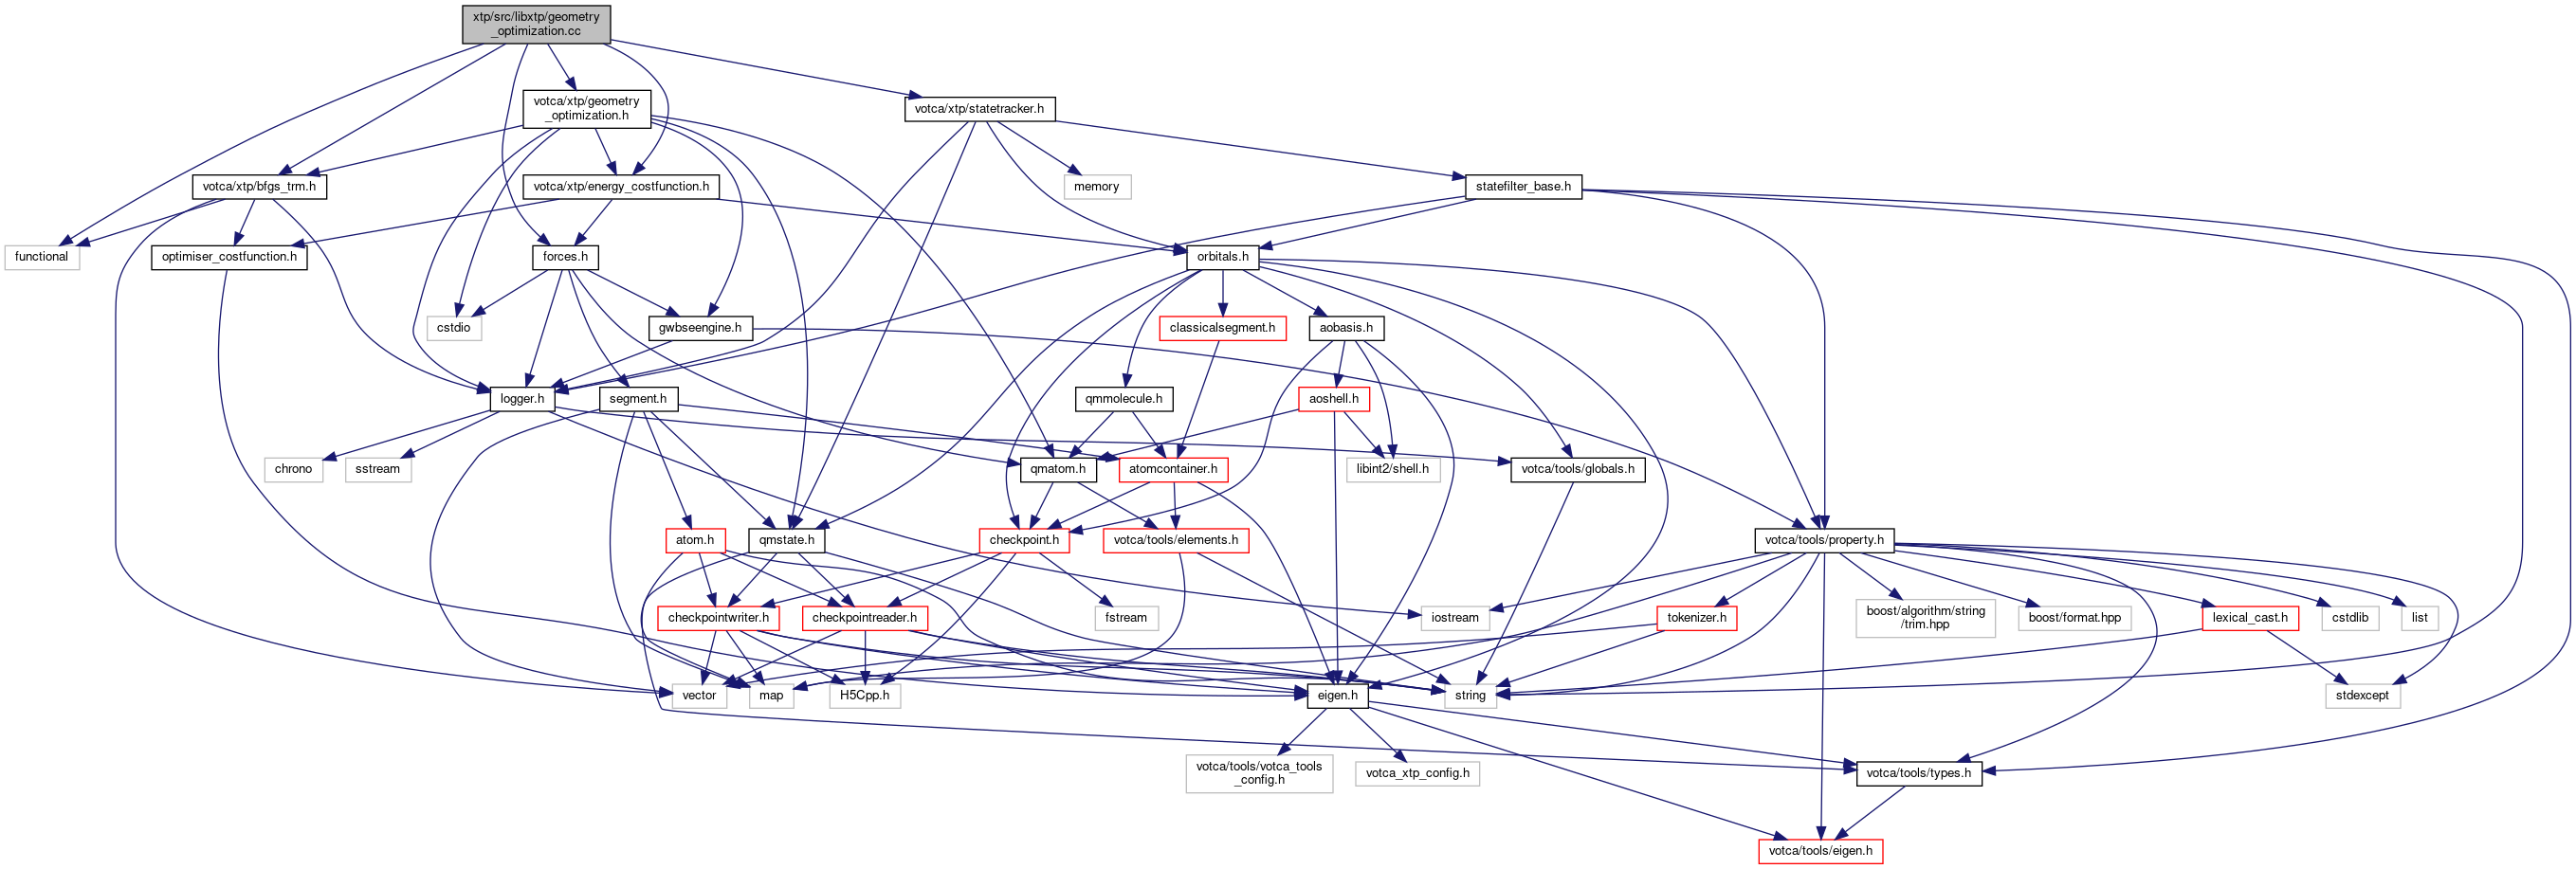 xtp/src/libxtp/geometry
_optimization.cc
votca/xtp/geometry
_optimization.h
votca/xtp/statetracker.h
votca/xtp/bfgs_trm.h
votca/xtp/energy_costfunction.h
memory
statefilter_base.h
functional
optimiser_costfunction.h
forces.h
orbitals.h
cstdio
gwbseengine.h
classicalsegment.h
aobasis.h
logger.h
segment.h
qmmolecule.h
aoshell.h
chrono
sstream
qmatom.h
atomcontainer.h
libint2/shell.h
votca/tools/globals.h
atom.h
qmstate.h
checkpoint.h
votca/tools/elements.h
votca/tools/property.h
checkpointwriter.h
checkpointreader.h
fstream
iostream
tokenizer.h
boost/algorithm/string
/trim.hpp
boost/format.hpp
lexical_cast.h
cstdlib
list
vector
map
H5Cpp.h
eigen.h
string
stdexcept
votca/tools/votca_tools
_config.h
votca_xtp_config.h
votca/tools/types.h
votca/tools/eigen.h